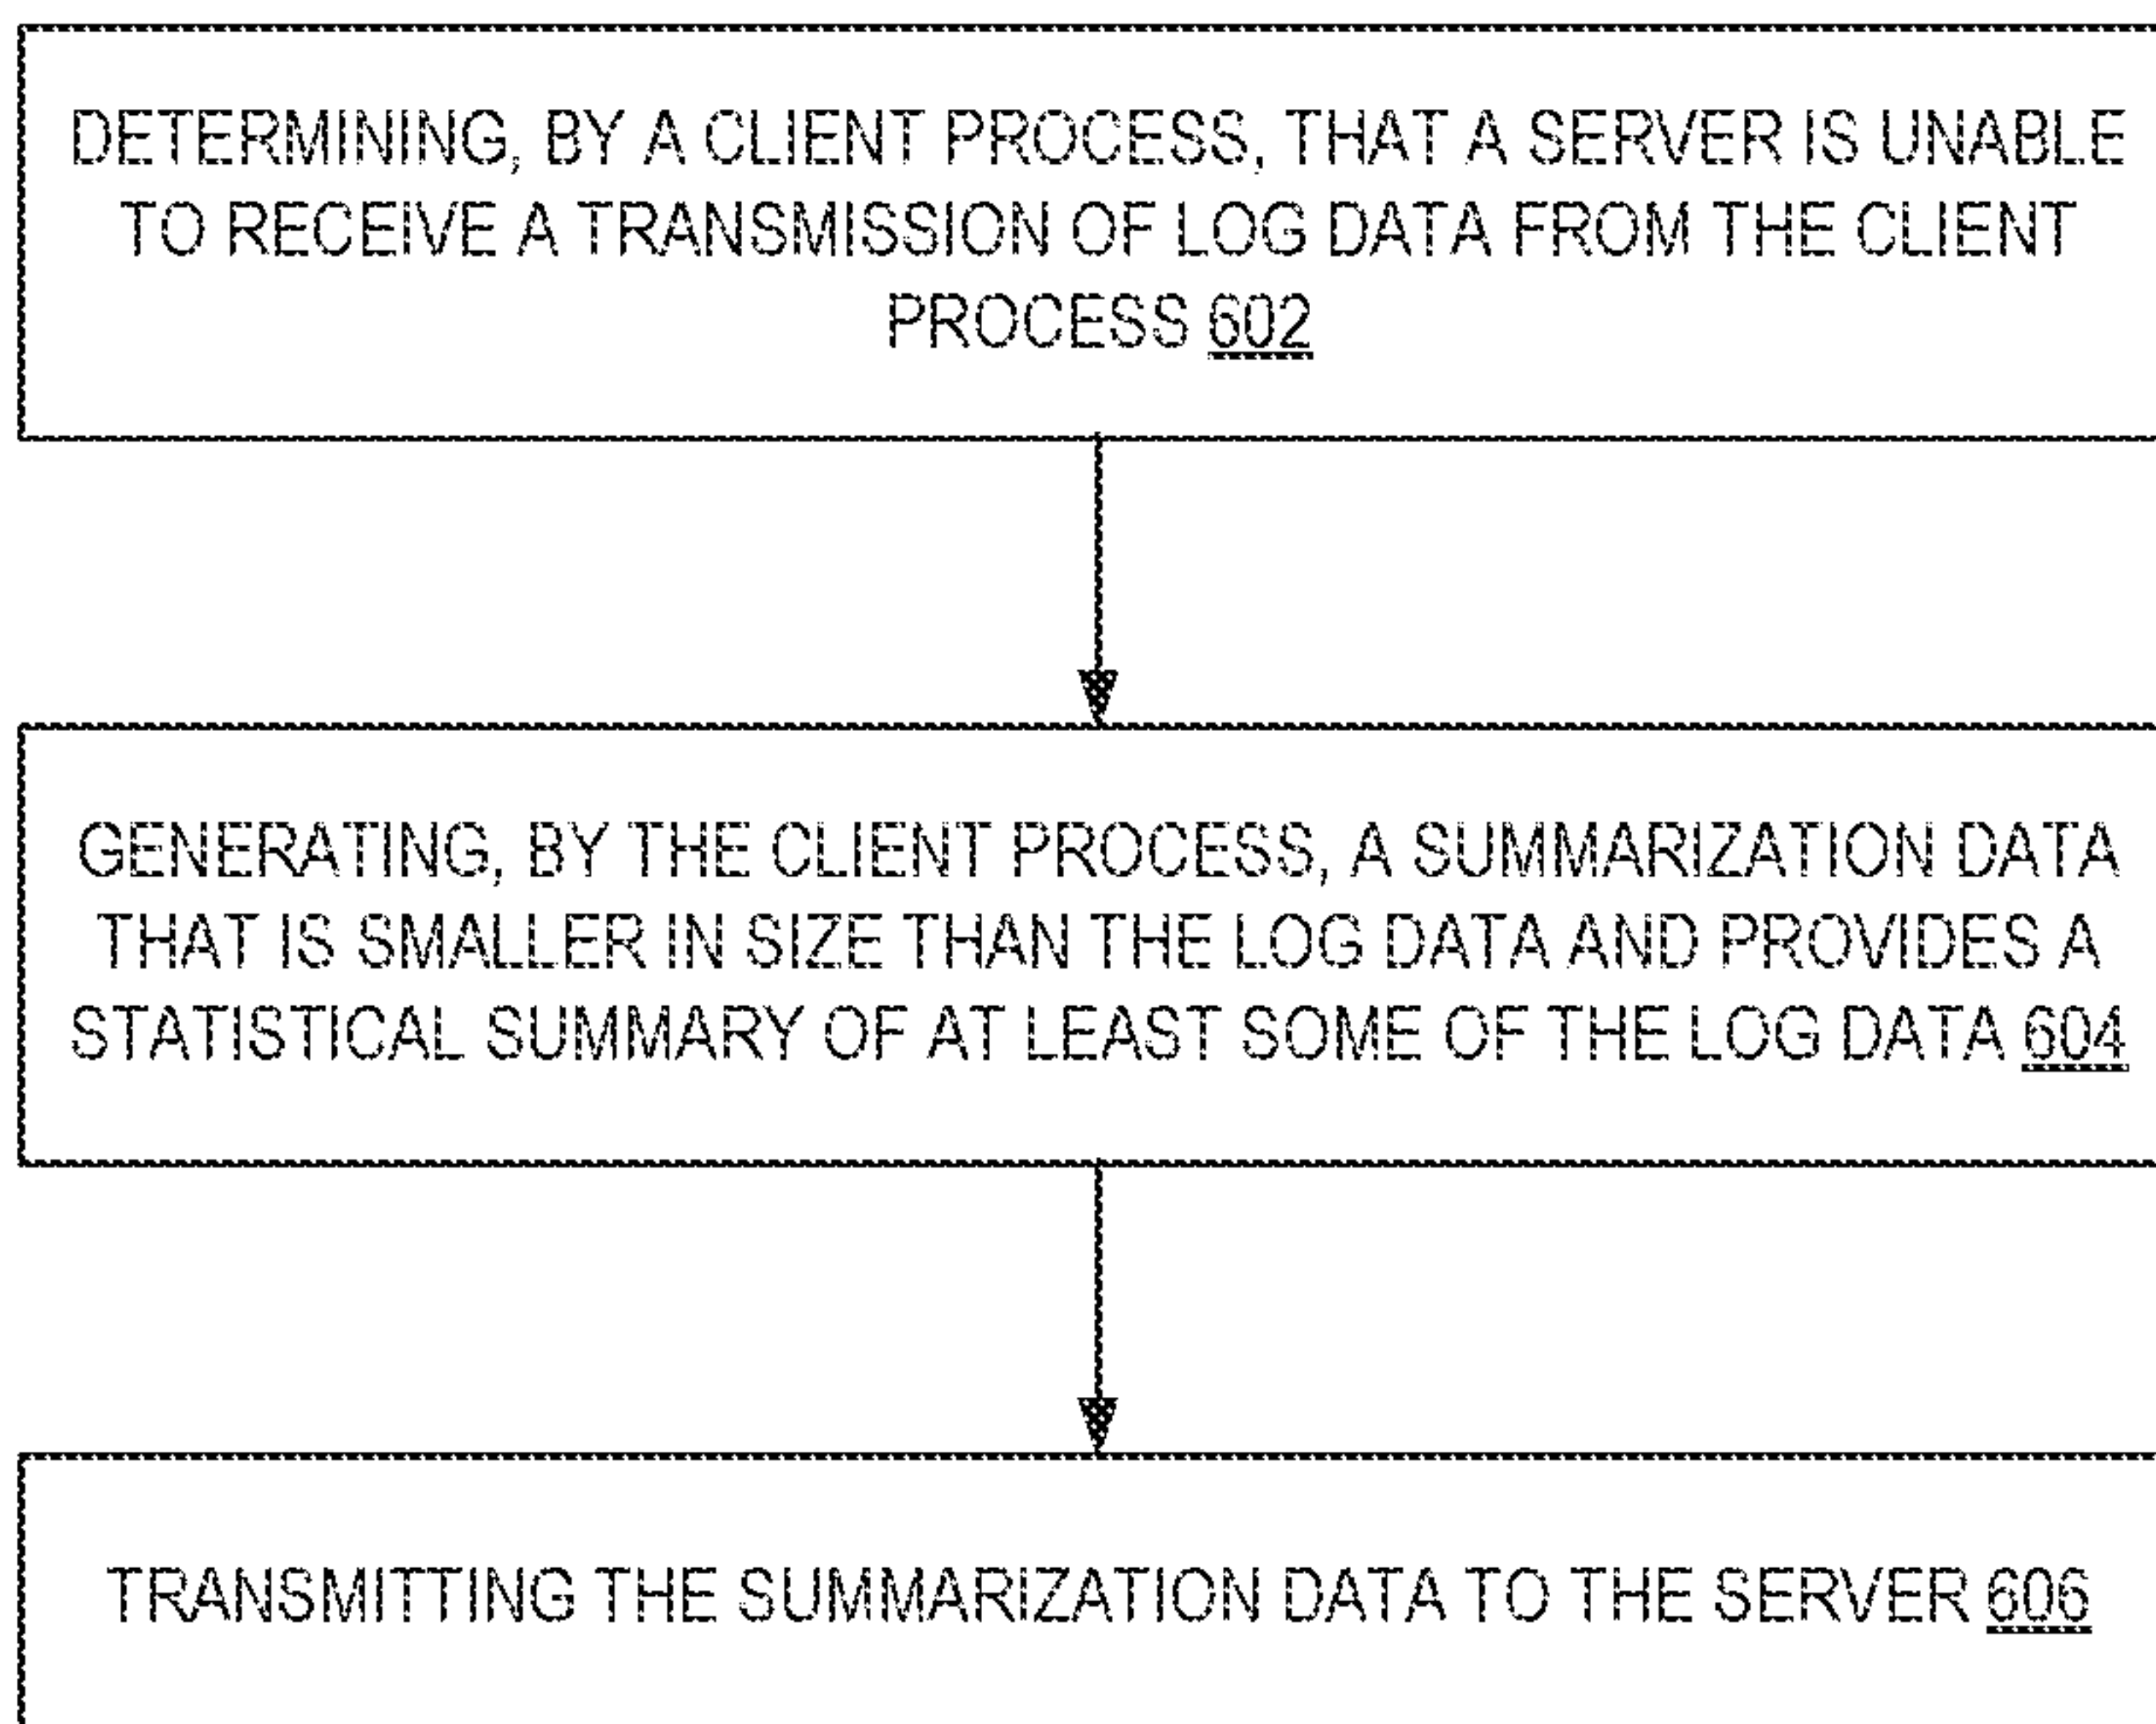 DETERMINING, BY A CLIENT PROCESS, THAT A SERVER IS UNABLE
TO RECEIVE A TRANSMISSION OF LOG DATA FROM THE CLIENT
PROCESS 602
GENERATING, BY THE CLIENT PROCESS, A SUMMARIZATION DATA
THAT IS SMALLER IN SIZE THAN THE LOG DATA AND PROVIDES A
STATISTICAL SUMMARY OF AT LEAST SOME OF THE LOG DATA 604
TRANSMITTING THE SUMMARIZATION DATA TO THE SERVER 606